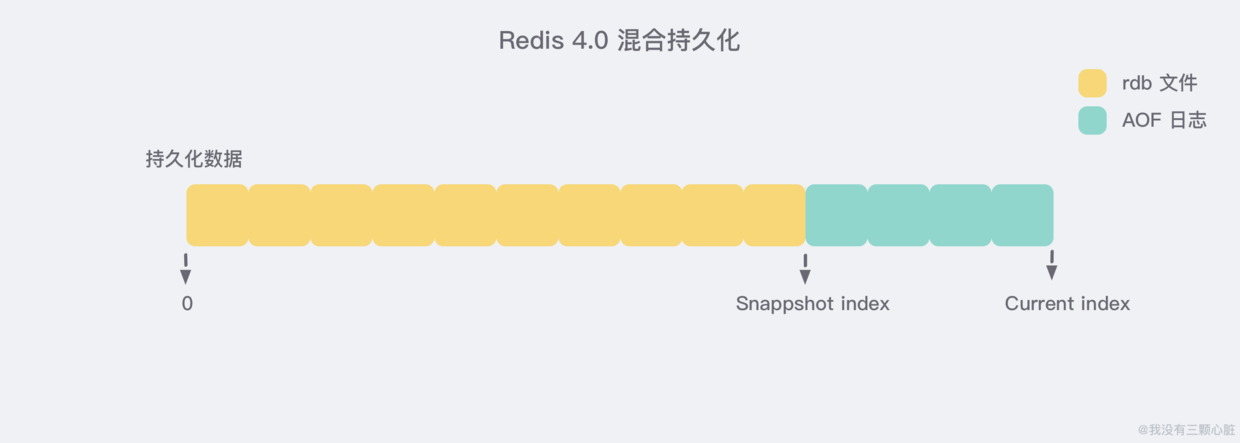 Redis 4.0 混合持久化
rdb 文件
AOF 日志
持久化数据
0
Snappshot index
Current index
@我没有三颗心脏